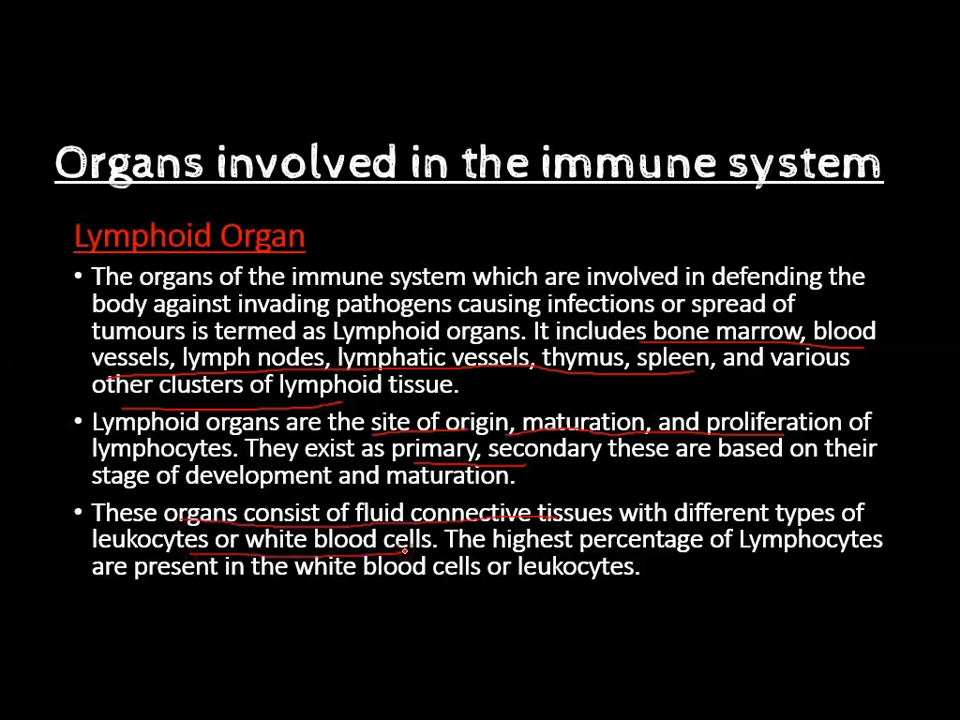 Organs involved in the immune system
Lymphoid Organ
• The organs of the immune system which are involved in defending the
body against invading pathogens causing infections or spread of
tumours is termed as Lymphoid organs. It includes bone marrow, blood
vessels, lymph nodes, lymphatic vessels, thymus, spleen, and various
other clusters of lymphoid tissue.
• Lymphoid organs are the site of origin, maturation, and proliferation of
lymphocytes. They exist as primary, secondary these are based on their
stage of development and maturation.
• These organs consist of fluid connective tissues with different types of
leukocytes or white blood cells. The highest percentage of Lymphocytes
are present in the white blood cells or leukocytes.